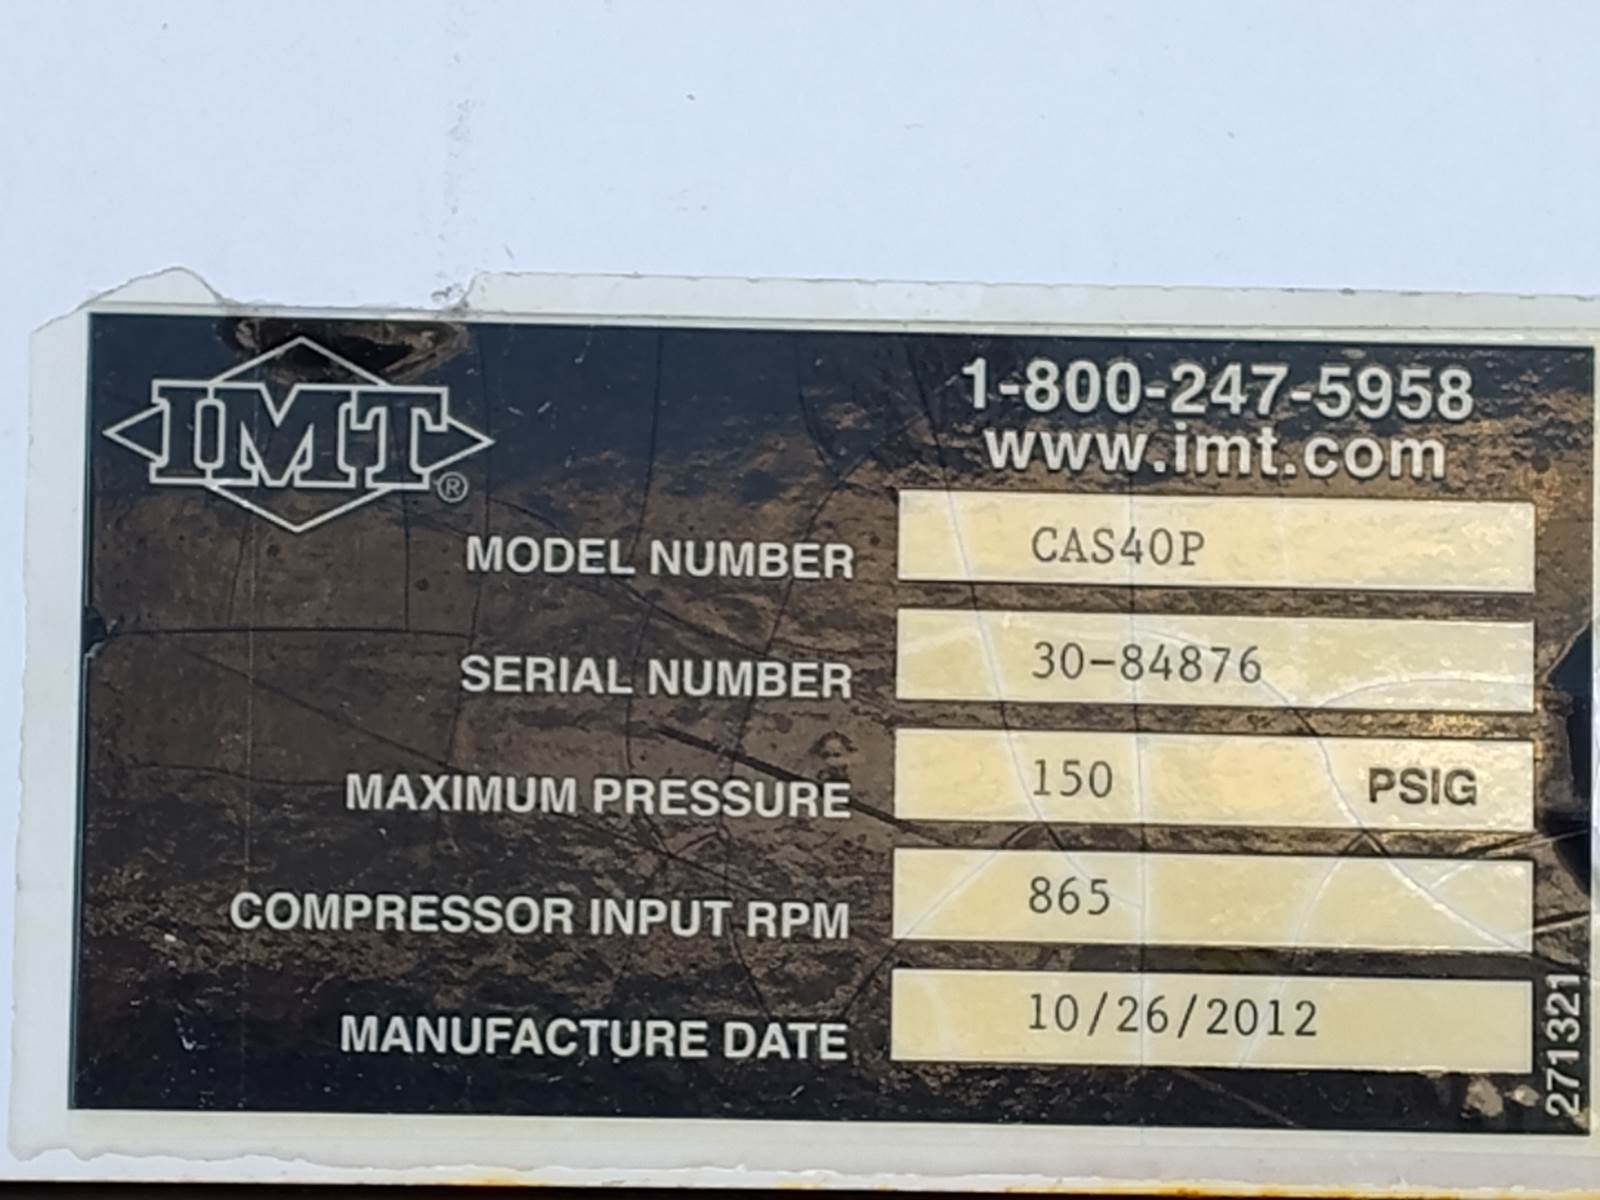 IMT®
1-800-247-5958
www.imt.com
MODEL NUMBER CAS40P
SERIAL NUMBER 30-84876
MAXIMUM PRESSURE 150 PSIG
COMPRESSOR INPUT RPM 865
MANUFACTURE DATE 10/26/2012
271321